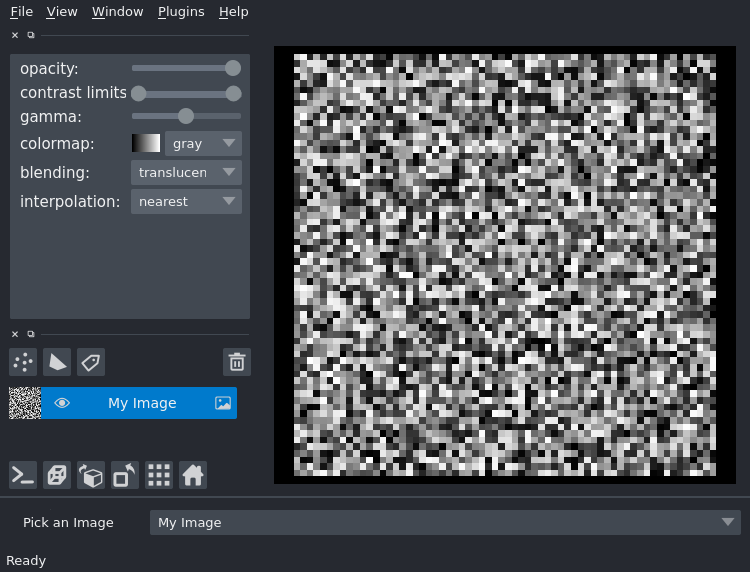 File View Window Plugins Help
opacity:
contrast limits
gamma:
colormap: gray
blending: translucen
interpolation: nearest
My Image
Pick an Image My Image
Ready